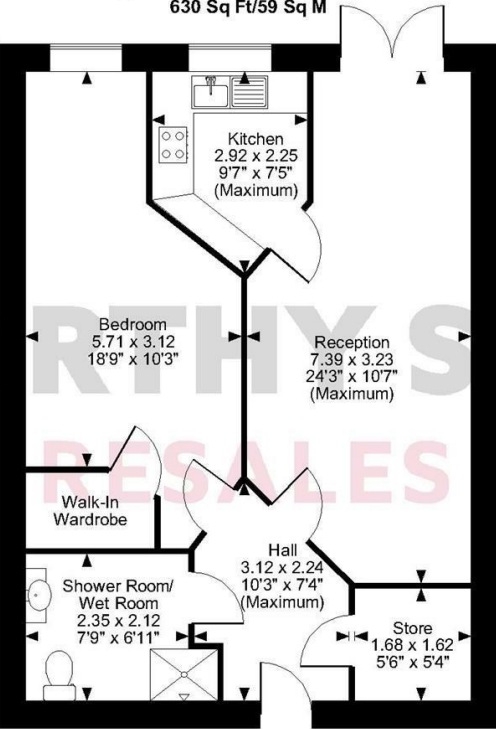 630 Sq Ft/59 Sq M
Kitchen
2.92 x 2.25
9'7" x 7'5"
(Maximum)
Bedroom
5.71 x 3.12
18'9" x 10'3"
Reception
7.39 x 3.23
24'3" x 10'7"
(Maximum)
RTHY S
RESALES
Walk-In
Wardrobe
Hall
3.12 x 2.24
10'3" x 7'4"
(Maximum)
Shower Room/
Wet Room
2.35 x 2.12
7'9" x 6'11"
Store
1.68 x 1.62
5'6" x 5'4"